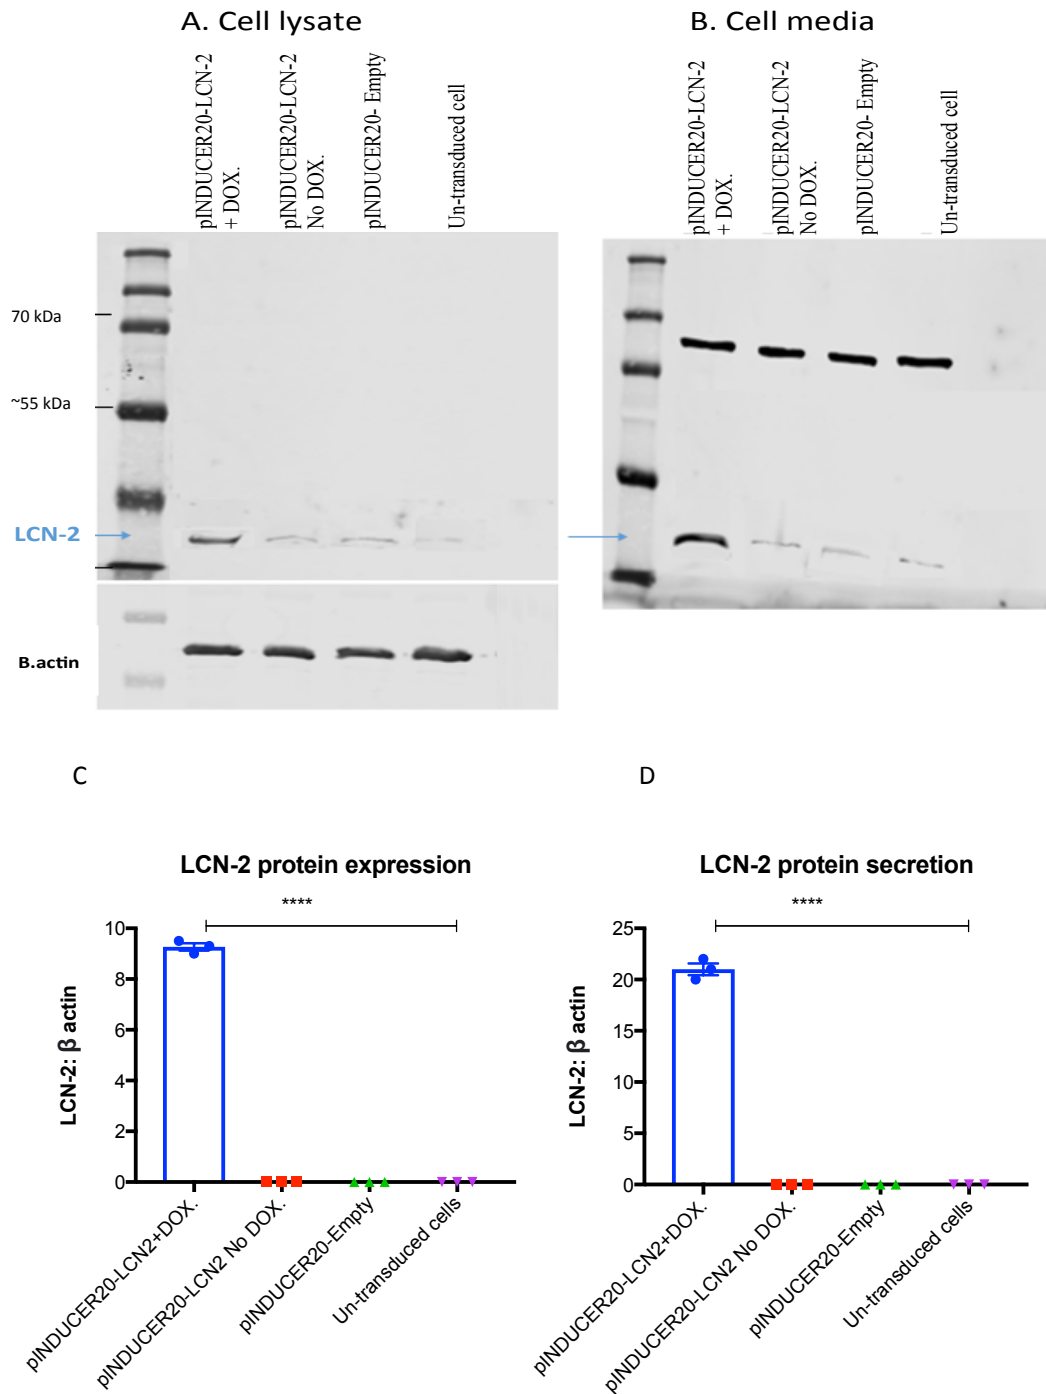 A. Cell lysate
pINDUCER20-LCN-2
+ DOX.
pINDUCER20-LCN-2
No DOX.
pINDUCER20- Empty
Un-transduced cell
70 kDa
~55 kDa
LCN-2
B.actin
B. Cell media
pINDUCER20-LCN-2
+ DOX.
pINDUCER20-LCN-2
No DOX.
pINDUCER20- Empty
Un-transduced cell
C
LCN-2 protein expression
****
LCN-2: β actin
10
8
6
4
2
0
pINDUCER20-LCN2+DOX.
pINDUCER20-LCN2 No DOX.
pINDUCER20-Empty
Un-transduced cells
D
LCN-2 protein secretion
****
LCN-2: β actin
25
20
15
10
5
0
pINDUCER20-LCN2+DOX.
pINDUCER20-LCN2 No DOX.
pINDUCER20-Empty
Un-transduced cells